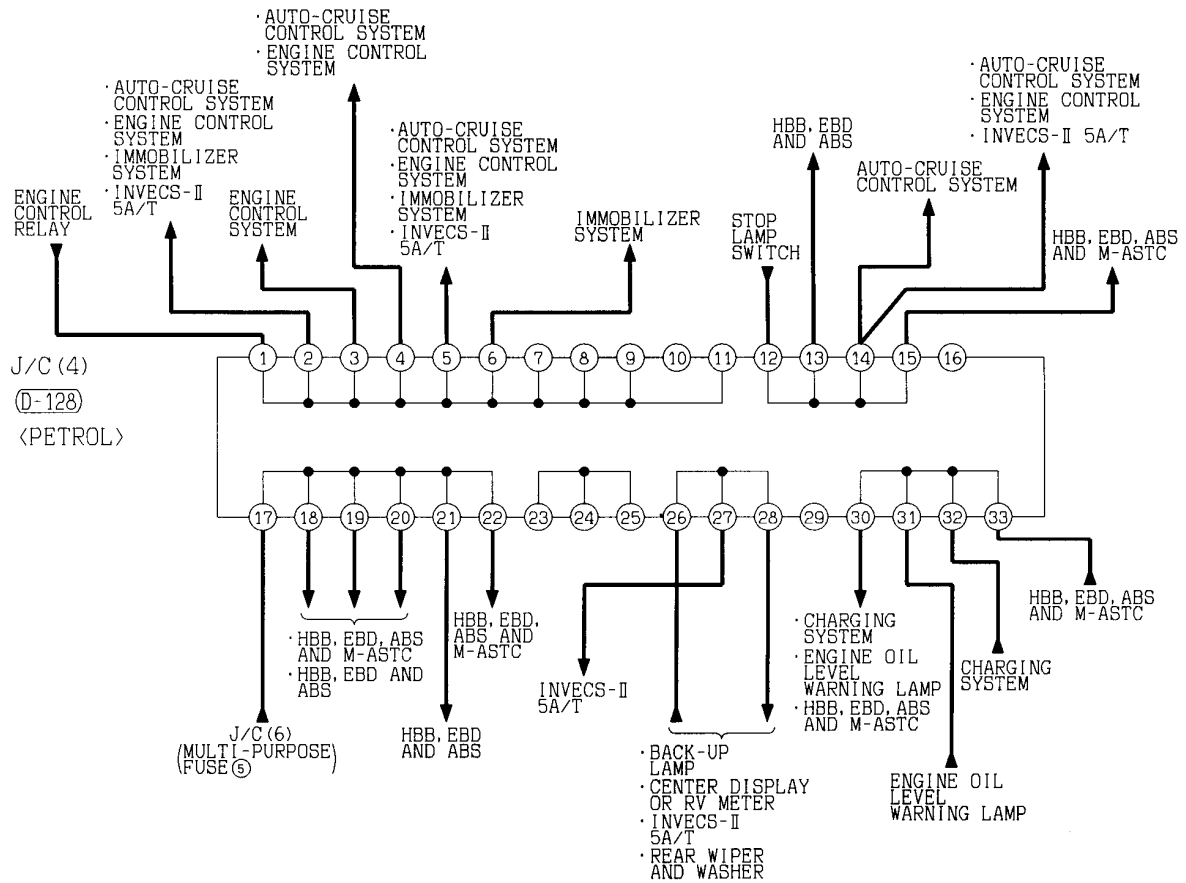 · AUTO-CRUISE
CONTROL SYSTEM
· ENGINE CONTROL
SYSTEM
· AUTO-CRUISE
CONTROL SYSTEM
· ENGINE CONTROL
SYSTEM
· IMMOBILIZER
SYSTEM
· INVECS-II
5A/T
· AUTO-CRUISE
CONTROL SYSTEM
· ENGINE CONTROL
SYSTEM
· IMMOBILIZER
SYSTEM
· INVECS-II
5A/T
· AUTO-CRUISE
CONTROL SYSTEM
· ENGINE CONTROL
SYSTEM
· INVECS-II 5A/T
HBB, EBD
AND ABS
AUTO-CRUISE
CONTROL SYSTEM
ENGINE
CONTROL
RELAY
ENGINE
CONTROL
SYSTEM
IMMOBILIZER
SYSTEM
STOP
LAMP
SWITCH
HBB, EBD, ABS
AND M-ASTC
1 2 3 4 5 6 7 8 9 10 11 12 13 14 15 16
J/C (4)
D-128
<PETROL>
17 18 19 20 21 22 23 24 25 26 27 28 29 30 31 32 33
J/C (6)
(MULTI-PURPOSE
FUSE 5)
· HBB, EBD, ABS
AND M-ASTC
· HBB, EBD AND
ABS
HBB, EBD
AND ABS
HBB, EBD,
ABS AND
M-ASTC
INVECS-II
5A/T
· BACK-UP
LAMP
· CENTER DISPLAY
OR RV METER
· INVECS-II
5A/T
· REAR WIPER
AND WASHER
· CHARGING
SYSTEM
· ENGINE OIL
LEVEL
WARNING LAMP
· HBB, EBD, ABS
AND M-ASTC
ENGINE OIL
LEVEL
WARNING LAMP
CHARGING
SYSTEM
HBB, EBD, ABS
AND M-ASTC